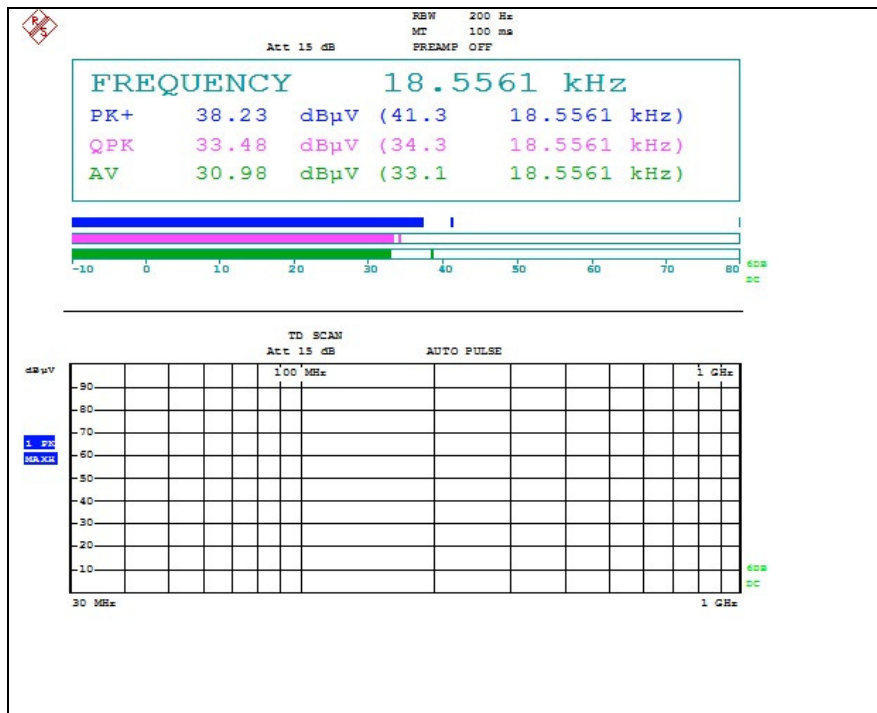 R S
RBW 200 Hz
MT 100 ms
Att 15 dB PREAMP OFF
FREQUENCY 18.5561 kHz
PK+ 38.23 dBµV (41.3 18.5561 kHz)
QPK 33.48 dBµV (34.3 18.5561 kHz)
AV 30.98 dBµV (33.1 18.5561 kHz)
-10 0 10 20 30 40 50 60 70 80
6DB
DC
TD SCAN
Att 15 dB AUTO PULSE
dBµV 100 MHz 1 GHz
90
80
70
1 PK
MAXH
60
50
40
30
20
10
6DB
DC
30 MHz 1 GHz